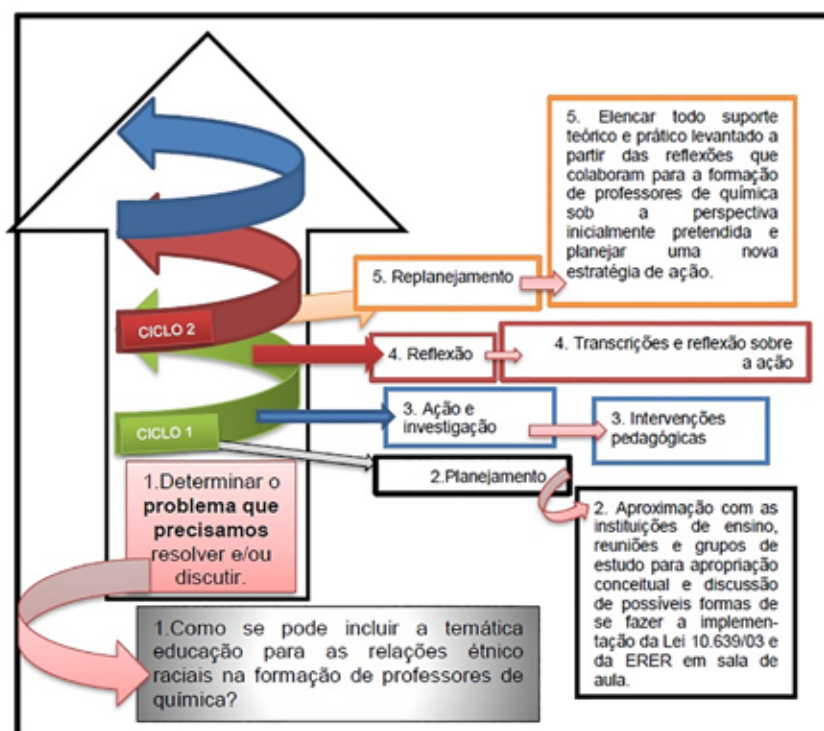 5. Elencar todo suporte
teórico e prático levantado a
partir das reflexões que
colaboram para a formação
de professores de química
sob a perspectiva
inicialmente pretendida e
planejar uma nova
estratégia de ação.
5. Replanejamento
CICLO 2
4. Reflexão
4. Transcrições e reflexão sobre
a ação
3. Ação e
investigação
3. Intervenções
pedagógicas
CICLO 1
2.Planejamento
1.Determinar o
problema que
precisamos
resolver e/ou
discutir.
2. Aproximação com as
instituições de ensino,
reuniões e grupos de
estudo para apropriação
conceitual e discussão
de possíveis formas de
se fazer a implemen-
tação da Lei 10.639/03 e
da ERER em sala de
aula.
1.Como se pode incluir a temática
educação para as relações étnico
raciais na formação de professores de
química?